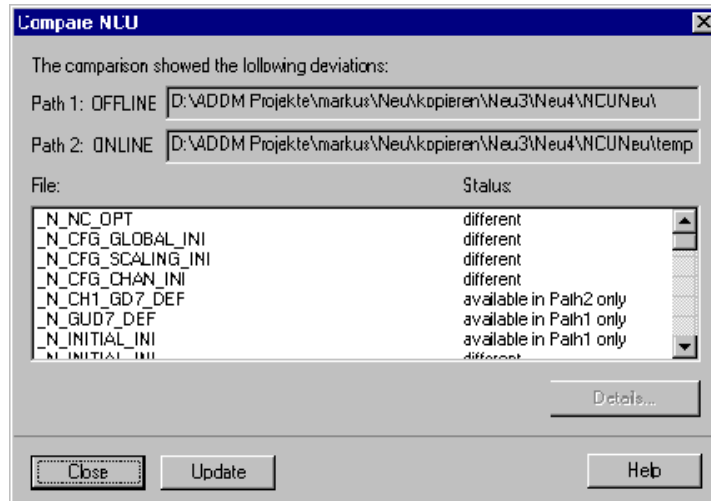 Compare NCU
The comparison showed the following deviations:
Path 1: OFFLINE D:\ADDM Projekte\markus\Neu\kopieren\Neu3\Neu4\NCUNeu\
Path 2: ONLINE D:\ADDM Projekte\markus\Neu\kopieren\Neu3\Neu4\NCUNeu\temp
File: Status:
_N_NC_OPT different
_N_CFG_GLOBAL_INI different
_N_CFG_SCALING_INI different
_N_CFG_CHAN_INI different
_N_CH1_GD7_DEF available in Path2 only
_N_GUD7_DEF available in Path1 only
_N_INITIAL_INI available in Path1 only
different
Details...
Close Update Help